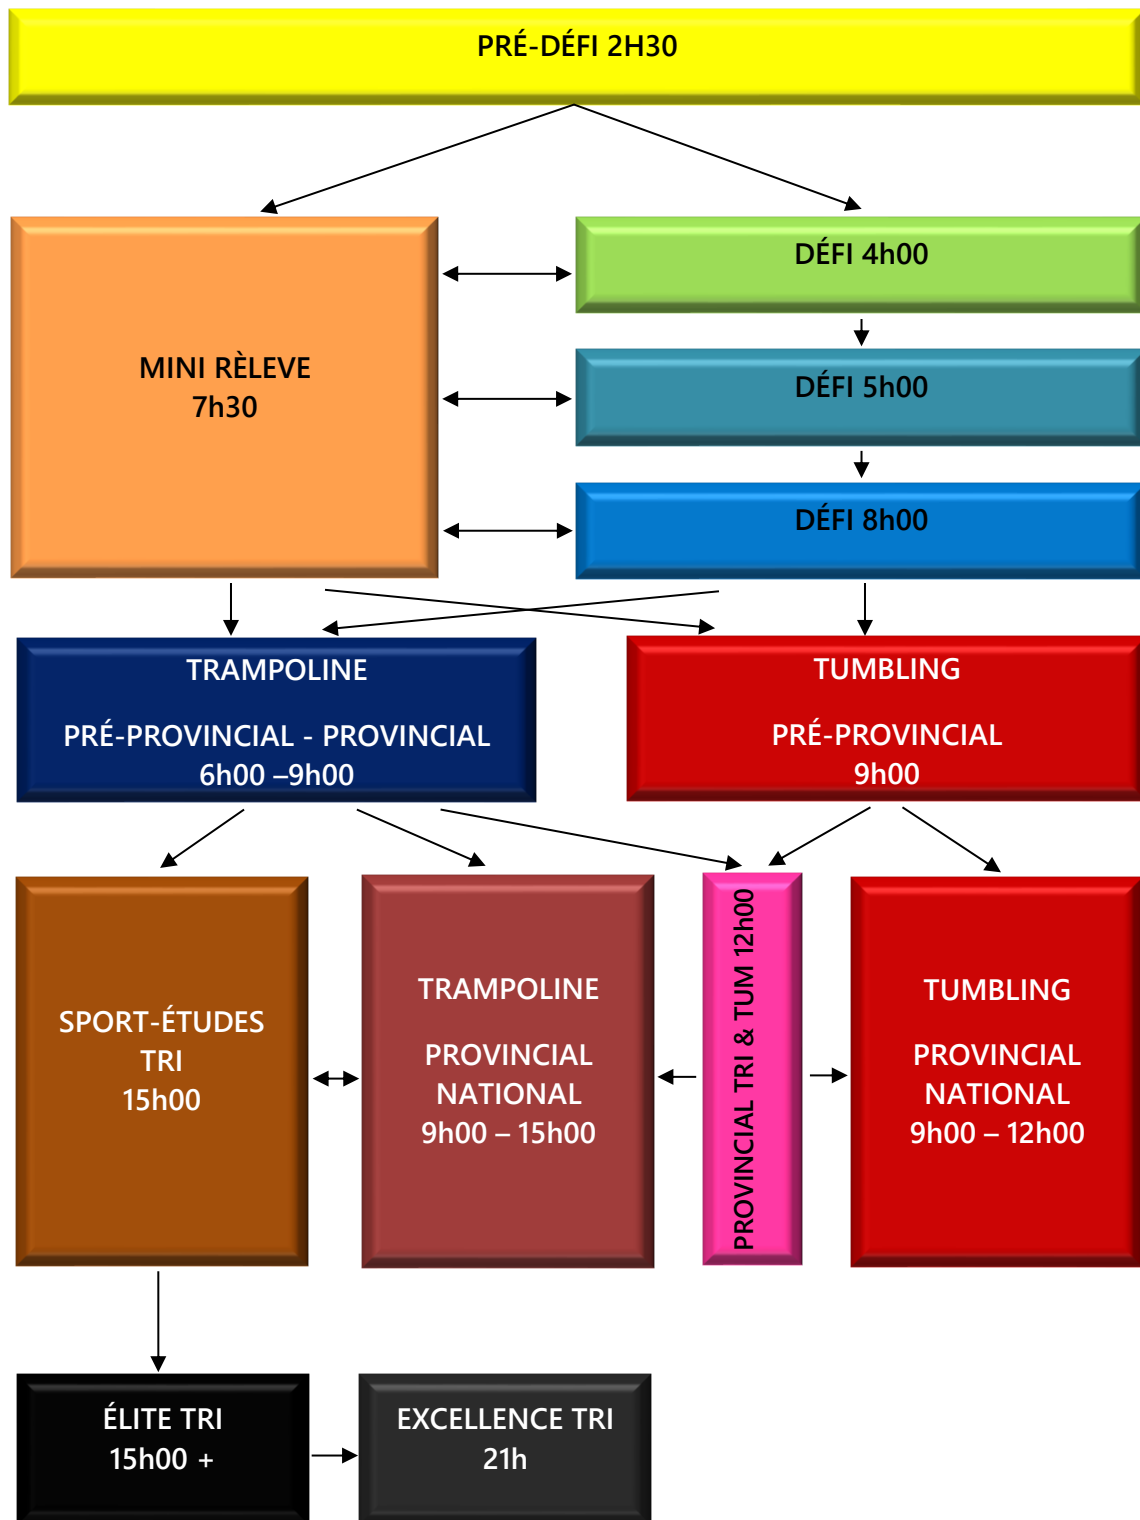 PRÉ-DÉFI 2H30
MINI RÈLEVE
7h30
DÉFI 4h00
DÉFI 5h00
DÉFI 8h00
TRAMPOLINE
PRÉ-PROVINCIAL - PROVINCIAL
6h00 –9h00
TUMBLING
PRÉ-PROVINCIAL
9h00
SPORT-ÉTUDES
TRI
15h00
TRAMPOLINE
PROVINCIAL
NATIONAL
9h00 – 15h00
PROVINCIAL TRI & TUM 12h00
TUMBLING
PROVINCIAL
NATIONAL
9h00 – 12h00
ÉLITE TRI
15h00 +
EXCELLENCE TRI
21h